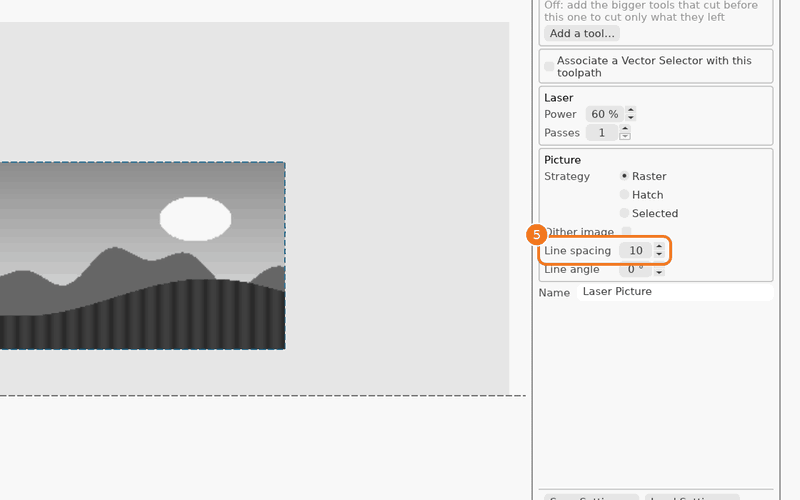 Off: add the bigger tools that cut before
this one to cut only what they left
Add a tool...
Associate a Vector Selector with this
toolpath
Laser
Power 60 %
Passes 1
Picture
Strategy Raster
Hatch
Selected
Dither image
5
Line spacing 10
Line angle 0 °
Name Laser Picture